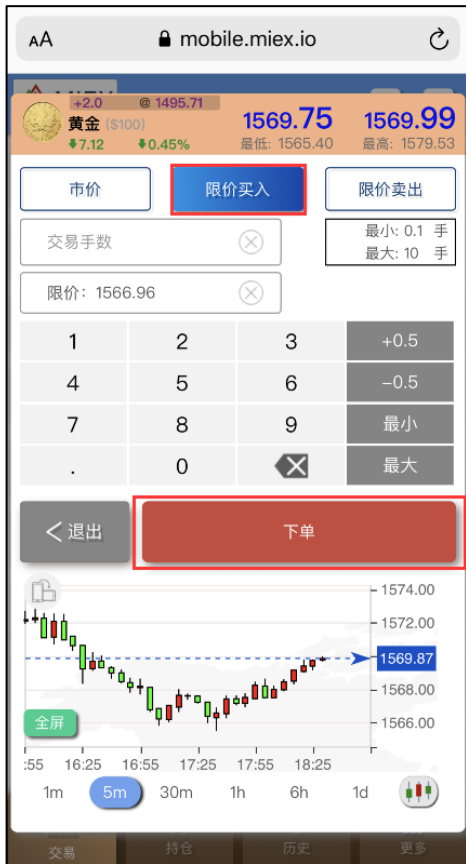 AA mobile.miex.io
MIEX
+2.0 @ 1495.71
黄金 ($100) 1569.75 1569.99
7.12 0.45% 最低: 1565.40 最高: 1579.53
市价 限价买入 限价卖出
交易手数
最小: 0.1 手
最大: 10 手
限价: 1566.96
1 2 3 +0.5
4 5 6 -0.5
7 8 9 最小
. 0 最大
<退出 下单
1574.00
1572.00
1569.87
1568.00
1566.00
全屏
:55 16:25 16:55 17:25 17:55 18:25
1m 5m 30m 1h 6h 1d
交易 持仓 历史 更多